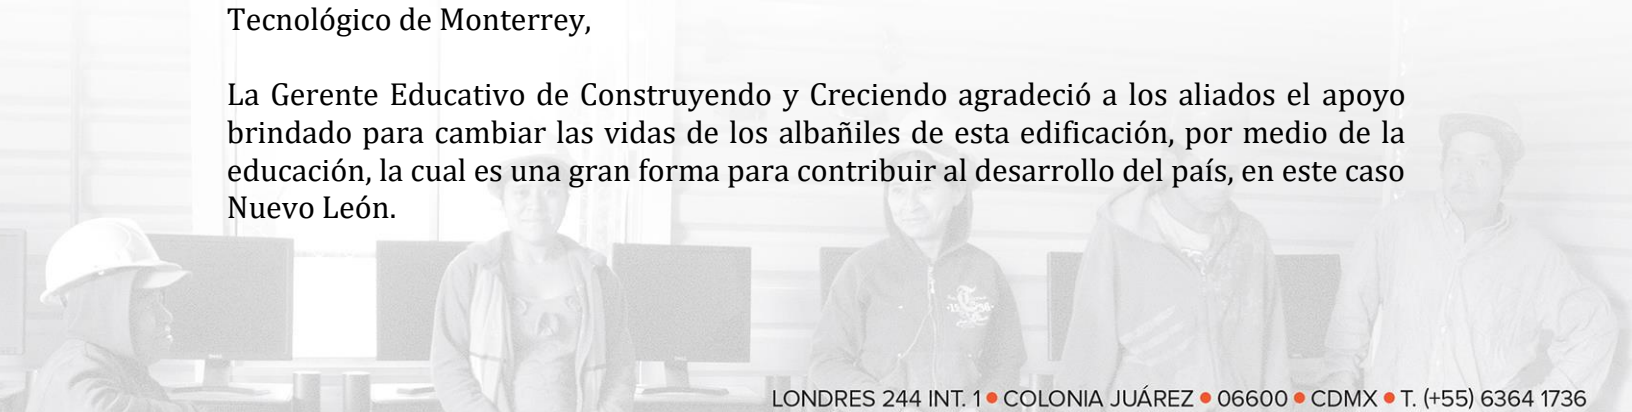 Tecnológico de Monterrey,
La Gerente Educativo de Construyendo y Creciendo agradeció a los aliados el apoyo
brindado para cambiar las vidas de los albañiles de esta edificación, por medio de la
educación, la cual es una gran forma para contribuir al desarrollo del país, en este caso
Nuevo León.
LONDRES 244 INT. 1 • COLONIA JUÁREZ • 06600 • CDMX • T. (+55) 6364 1736